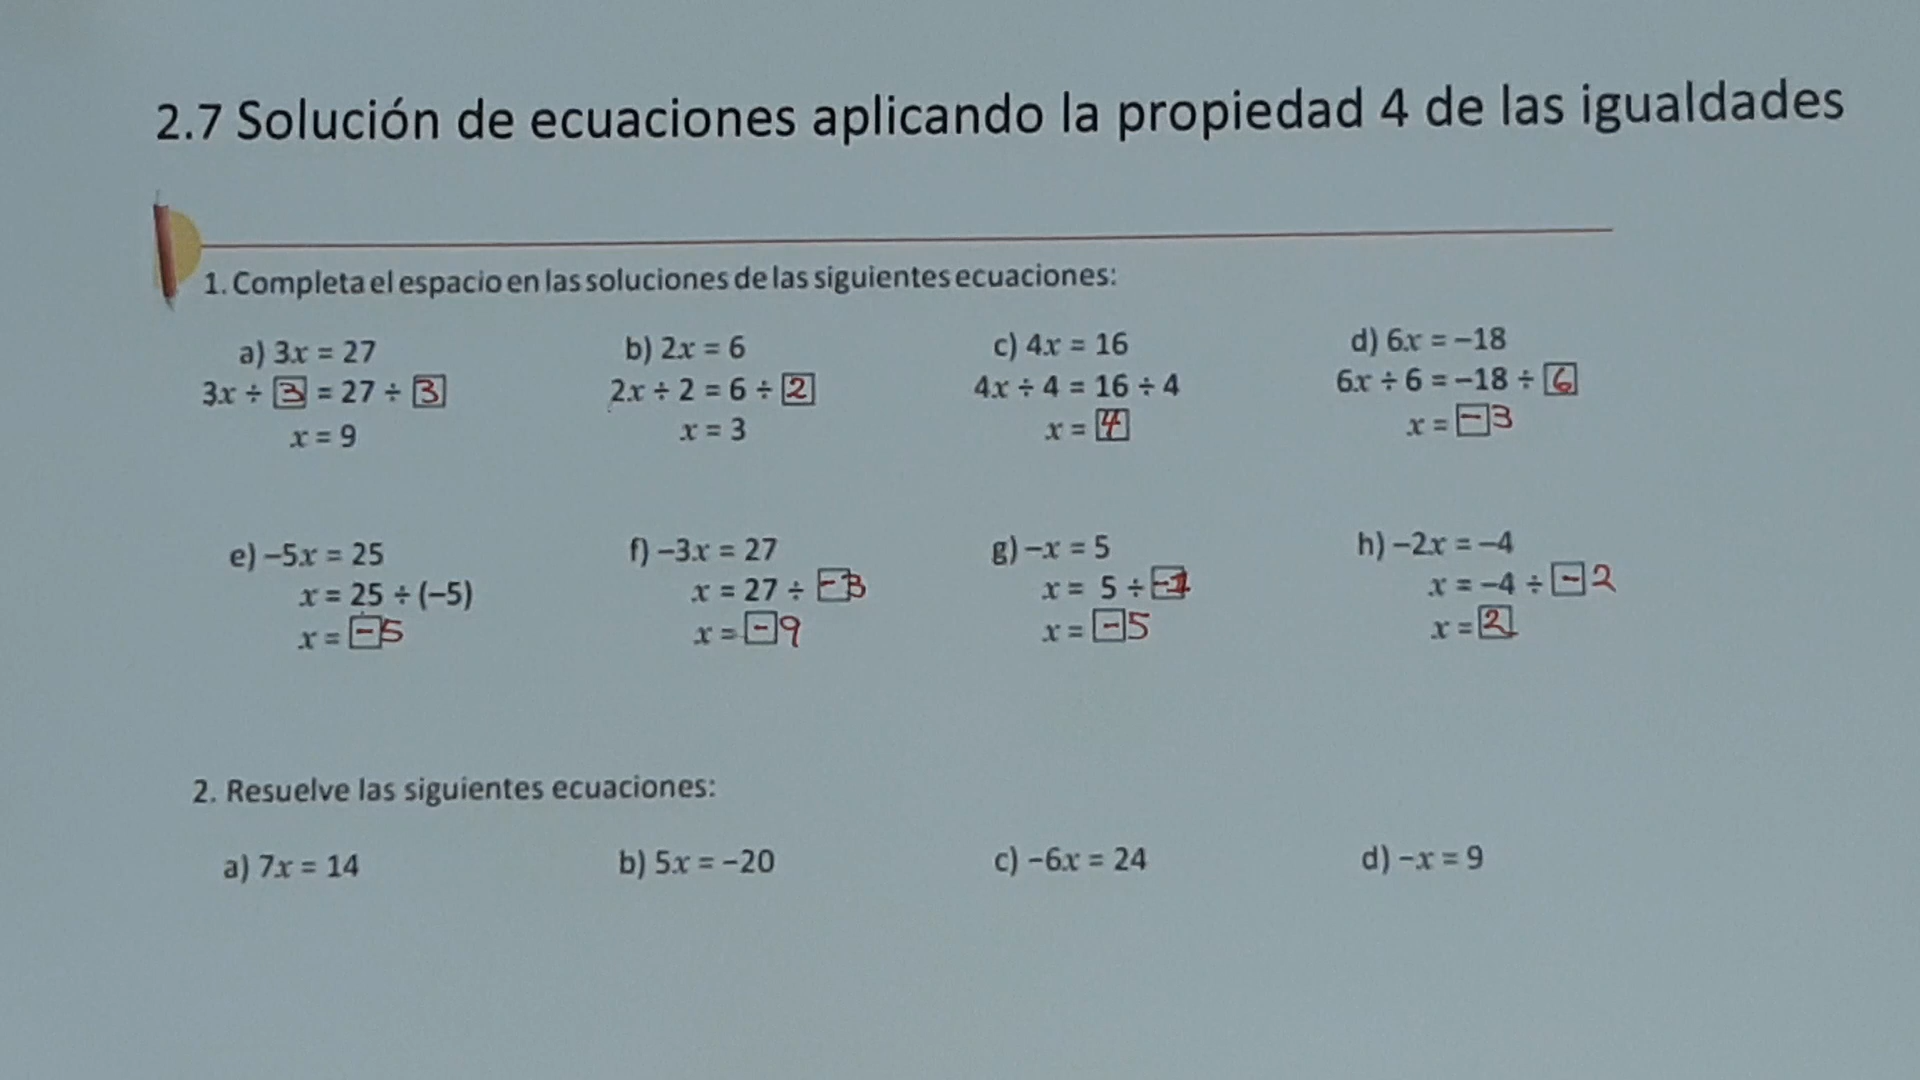 2.7 Solución de ecuaciones aplicando la propiedad 4 de las igualdades
1. Completa el espacio en las soluciones de las siguientes ecuaciones:
a) 3x = 27
3x ÷ 3 = 27 ÷ 3
x = 9
b) 2x = 6
2x ÷ 2 = 6 ÷ 2
x = 3
c) 4x = 16
4x ÷ 4 = 16 ÷ 4
x = 4
d) 6x = −18
6x ÷ 6 = −18 ÷ 6
x = −3
e) −5x = 25
x = 25 ÷ (−5)
x = −5
f) −3x = 27
x = 27 ÷ −3
x = −9
g) −x = 5
x = 5 ÷ −1
x = −5
h) −2x = −4
x = −4 ÷ −2
x = 2
2. Resuelve las siguientes ecuaciones:
a) 7x = 14
b) 5x = −20
c) −6x = 24
d) −x = 9